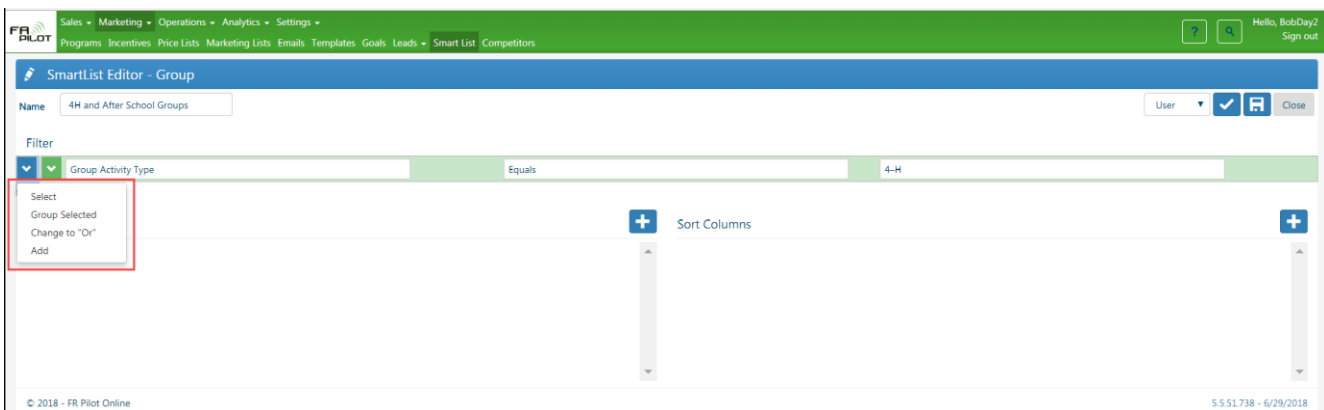 FR PILOT
Sales Marketing Operations Analytics Settings
Programs Incentives Price Lists Marketing Lists Emails Templates Goals Leads Smart List Competitors
?
Hello, BobDay2
Sign out
SmartList Editor - Group
Name 4H and After School Groups User Close
Filter
Group Activity Type Equals 4-H
Select
Group Selected
Change to "Or"
Add
Sort Columns
© 2018 - FR Pilot Online 5.5.51.738 - 6/29/2018